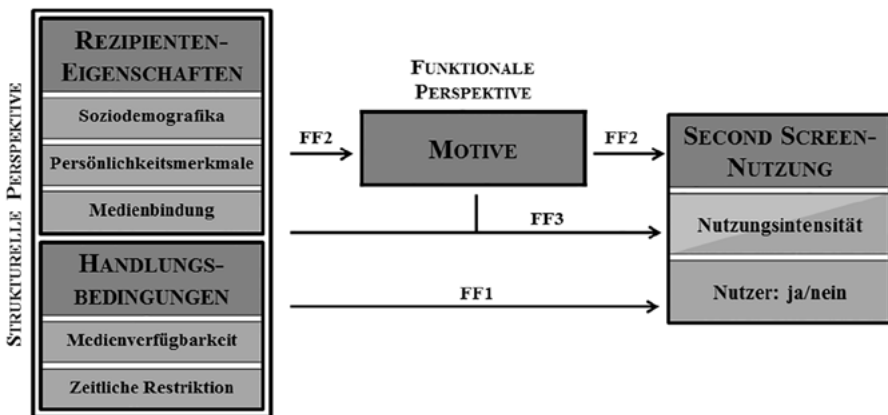 STRUKTURELLE PERSPEKTIVE
REZIPIENTEN-
EIGENSCHAFTEN
Soziodemografika
Persönlichkeitsmerkmale
Medienbindung
HANDLUNGS-
BEDINGUNGEN
Medienverfügbarkeit
Zeitliche Restriktion
FF2
FUNKTIONALE
PERSPEKTIVE
MOTIVE
FF2
FF3
FF1
SECOND SCREEN-
NUTZUNG
Nutzungsintensität
Nutzer: ja/nein